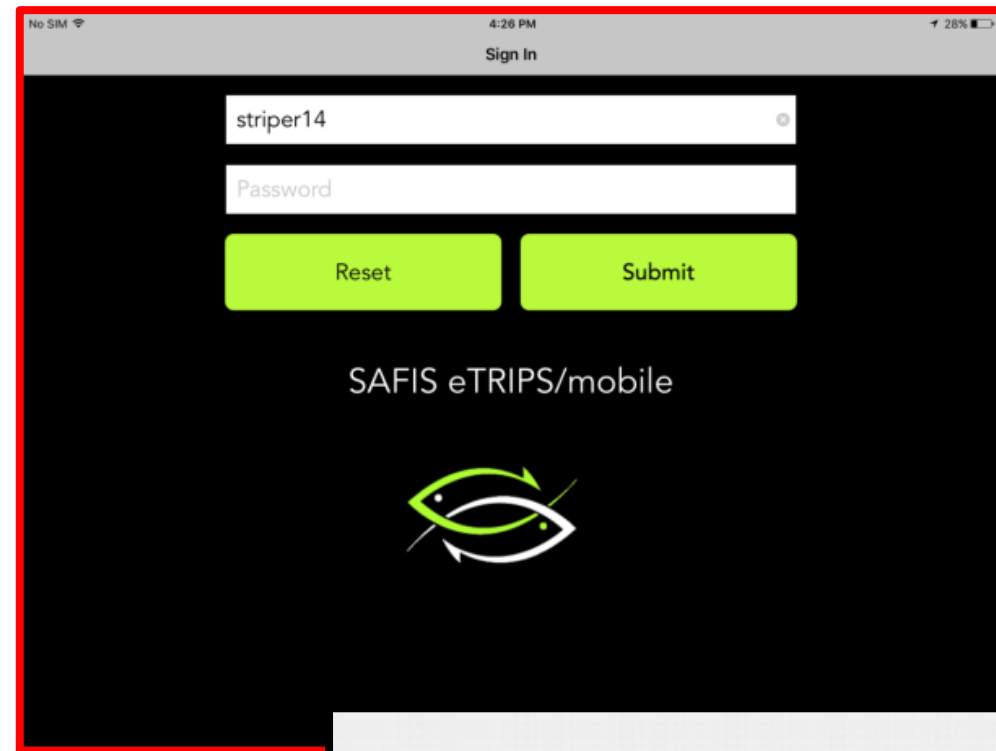 No SIM 4:26 PM 28%
Sign In
striper14
Password
Reset Submit
SAFIS eTRIPS/mobile